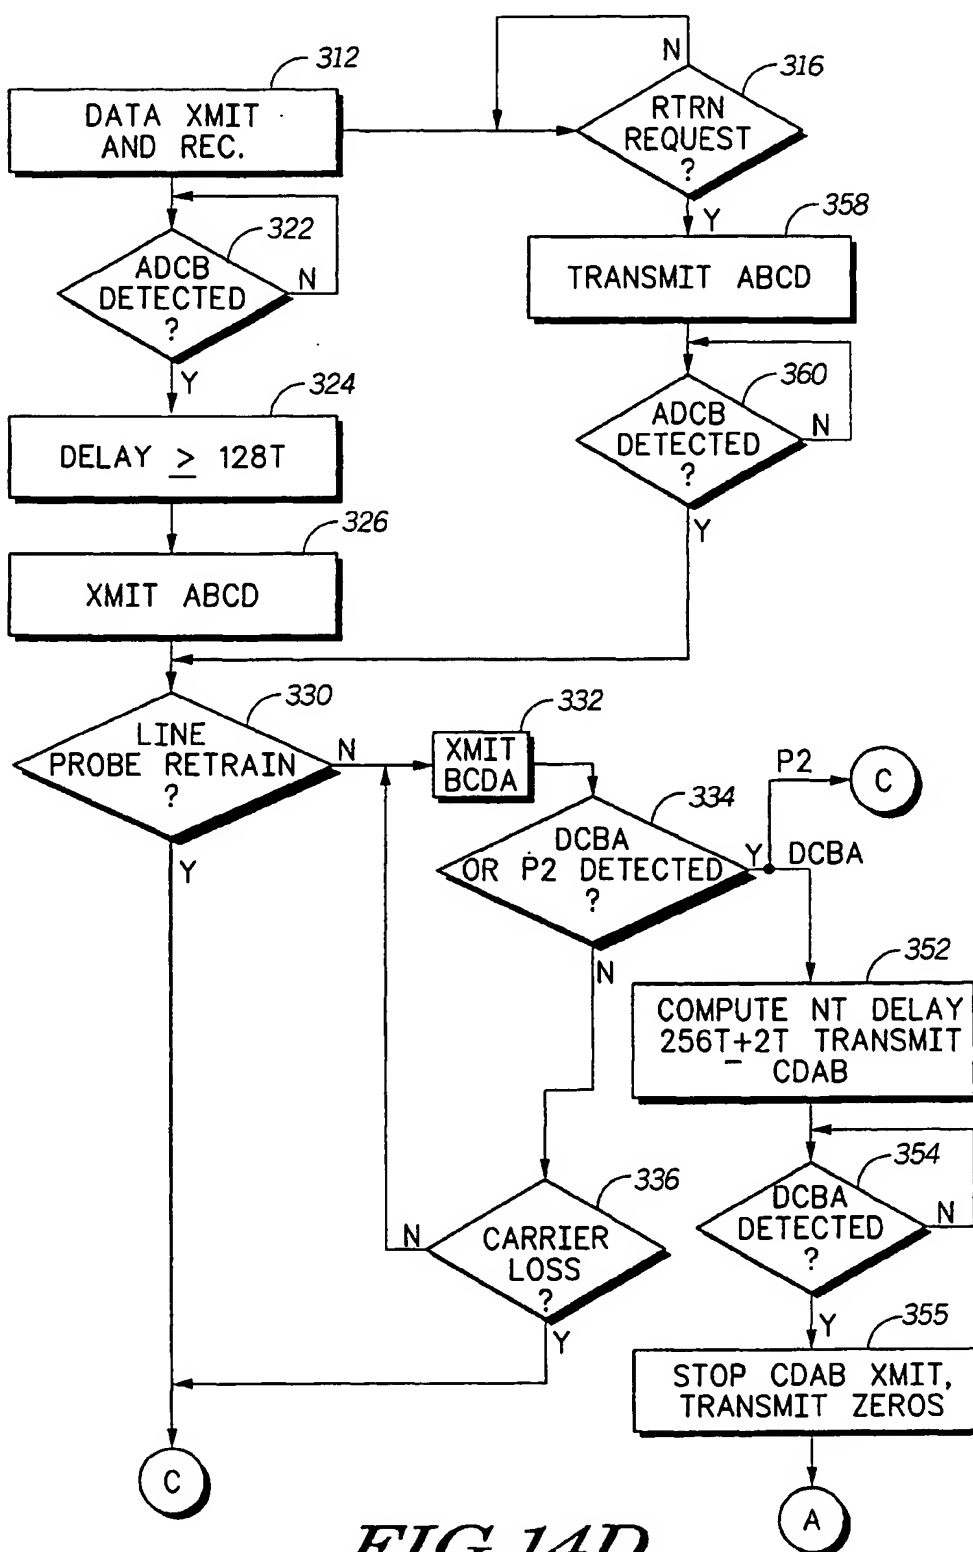 312
DATA XMIT
AND REC.
N
316
RTRN
REQUEST
?
Y
322
ADCB
DETECTED
?
N
Y
358
TRANSMIT ABCD
324
DELAY ≥ 128T
360
ADCB
DETECTED
?
N
Y
326
XMIT ABCD
330
LINE
PROBE RETRAIN
?
N
Y
332
XMIT
BCDA
334
DCBA
OR P2 DETECTED
?
Y
P2
C
DCBA
N
352
COMPUTE NT DELAY
256T±2T TRANSMIT
CDAB
336
CARRIER
LOSS
?
N
Y
354
DCBA
DETECTED
?
N
Y
355
STOP CDAB XMIT,
TRANSMIT ZEROS
C
A
FIG.14D